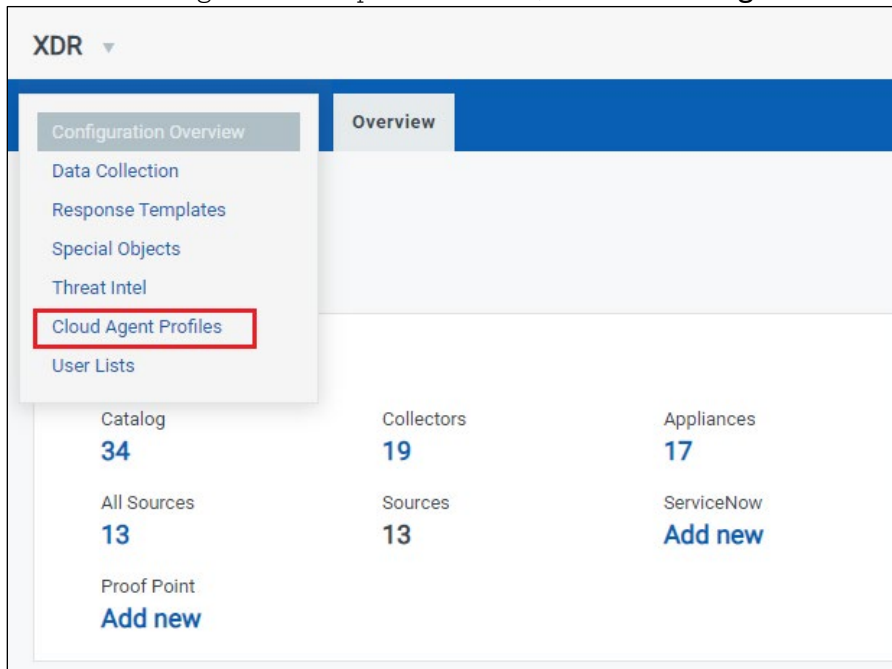 XDR
Overview
Configuration Overview
Data Collection
Response Templates
Special Objects
Threat Intel
Cloud Agent Profiles
User Lists
Catalog Collectors Appliances
34 19 17
All Sources Sources ServiceNow
13 13 Add new
Proof Point
Add new